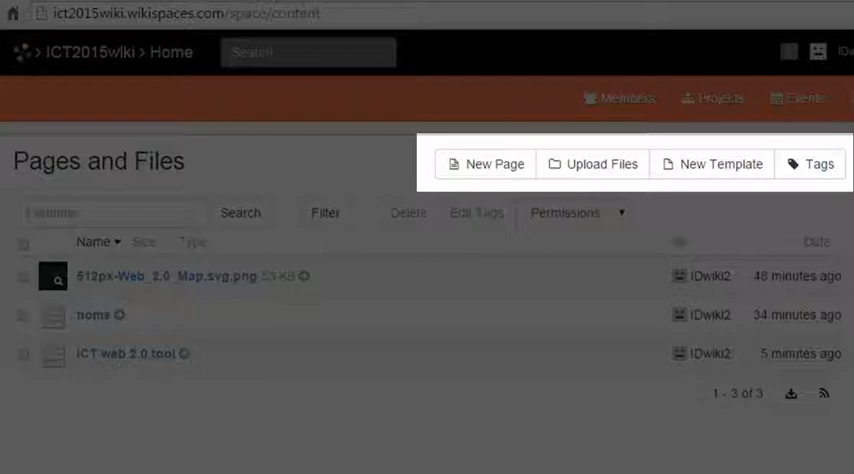 ict2015wiki.wikispaces.com/space/content
ICT2015wiki > Home Search
Members Projects Events
Pages and Files
New Page Upload Files New Template Tags
Search Filter Delete Edit Tags Permissions
Name Size Type Date
512px-Web_2.0_Map.svg.png 53 KB IDwiki2 48 minutes ago
home IDwiki2 34 minutes ago
ICT web 2.0 tool IDwiki2 5 minutes ago
1 - 3 of 3